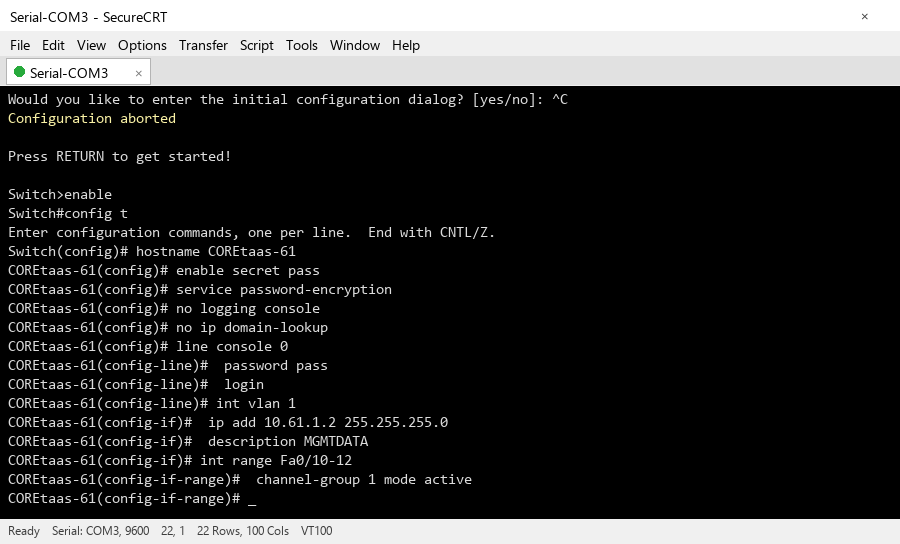 Serial-COM3 - SecureCRT ×
File Edit View Options Transfer Script Tools Window Help
Serial-COM3 ×
Would you like to enter the initial configuration dialog? [yes/no]: ^C
Configuration aborted
Press RETURN to get started!
Switch>enable
Switch#config t
Enter configuration commands, one per line.  End with CNTL/Z.
Switch(config)# hostname COREtaas-61
COREtaas-61(config)# enable secret pass
COREtaas-61(config)# service password-encryption
COREtaas-61(config)# no logging console
COREtaas-61(config)# no ip domain-lookup
COREtaas-61(config)# line console 0
COREtaas-61(config-line)#  password pass
COREtaas-61(config-line)#  login
COREtaas-61(config-line)# int vlan 1
COREtaas-61(config-if)#  ip add 10.61.1.2 255.255.255.0
COREtaas-61(config-if)#  description MGMTDATA
COREtaas-61(config-if)# int range Fa0/10-12
COREtaas-61(config-if-range)#  channel-group 1 mode active
COREtaas-61(config-if-range)# _
Ready Serial: COM3, 9600 22, 1 22 Rows, 100 Cols VT100